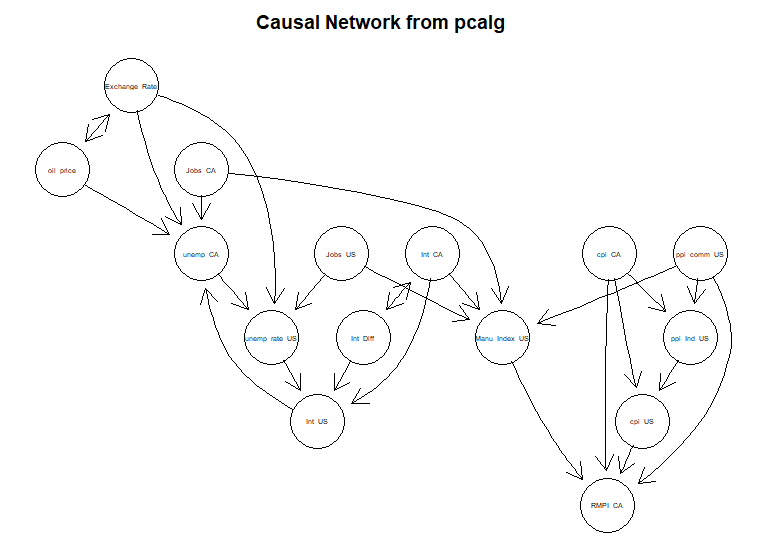 Causal Network from pcalg
Exchange Rate
oil price
Jobs CA
unemp CA
Jobs US
Int CA
cpi CA
ppi comm US
unemp rate US
Int Diff
Manu Index US
ppi Ind US
Int US
cpi US
RMPI CA